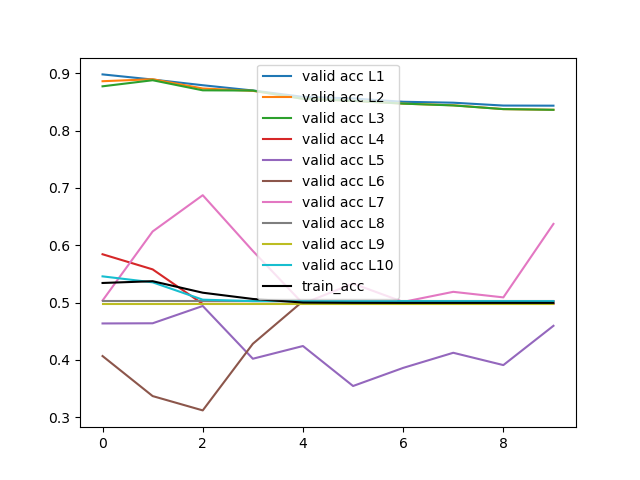 0.9
0.8
0.7
0.6
0.5
0.4
0.3
valid acc L1
valid acc L2
valid acc L3
valid acc L4
valid acc L5
valid acc L6
valid acc L7
valid acc L8
valid acc L9
valid acc L10
train_acc
0 2 4 6 8